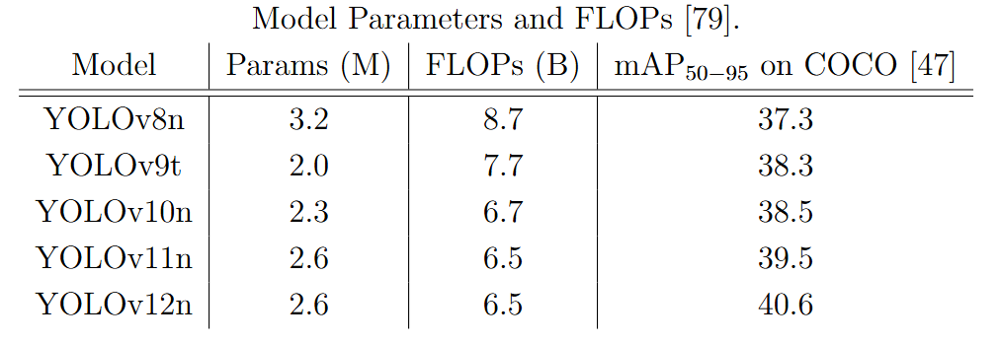 Model Parameters and FLOPs [79].
Model Params (M) FLOPs (B) mAP₅₀₋₉₅ on COCO [47]
YOLOv8n 3.2 8.7 37.3
YOLOv9t 2.0 7.7 38.3
YOLOv10n 2.3 6.7 38.5
YOLOv11n 2.6 6.5 39.5
YOLOv12n 2.6 6.5 40.6